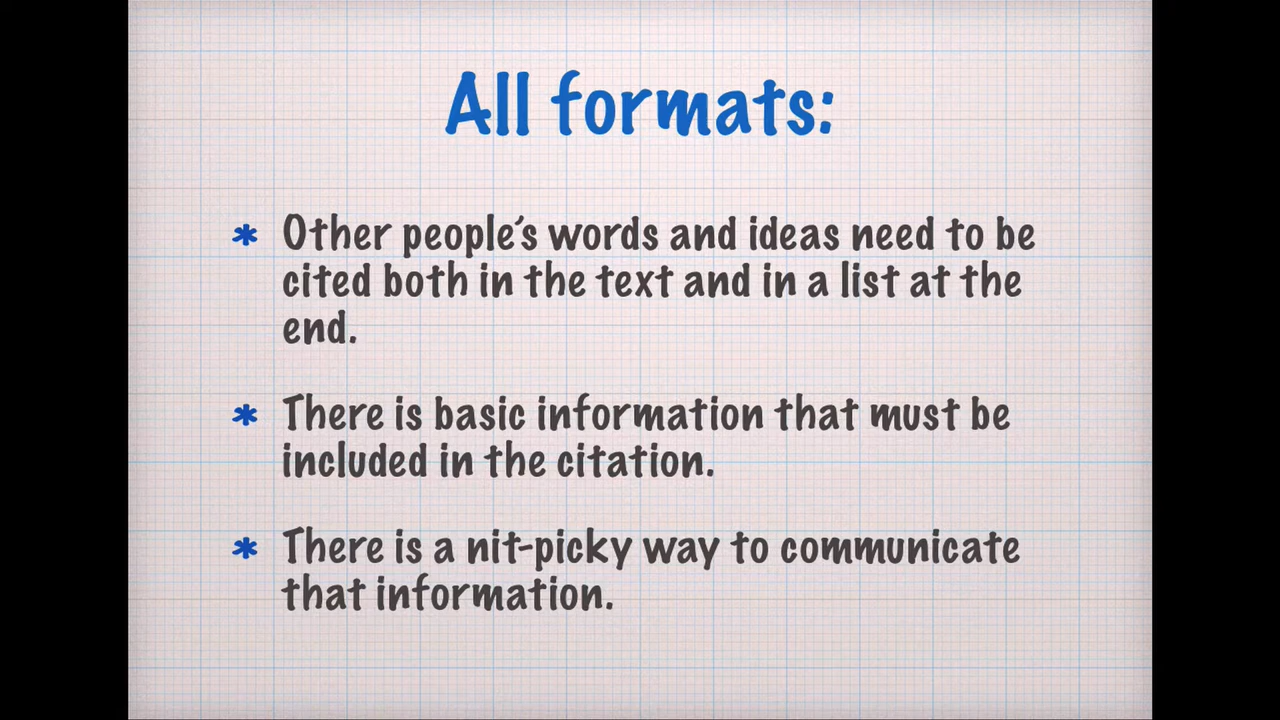 All formats:
* Other people's words and ideas need to be
cited both in the text and in a list at the
end.
* There is basic information that must be
included in the citation.
* There is a nit-picky way to communicate
that information.